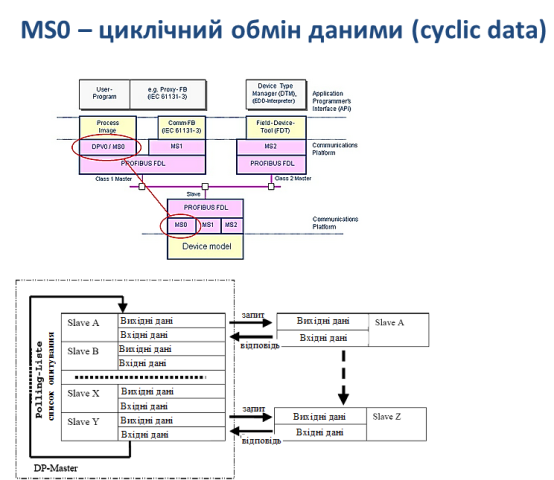 MS0 – циклічний обмін даними (cyclic data)
User-
Program
e.g. Proxy- FB
(IEC 61131-3)
Device Type
Manager (DTM),
(EDD-Interpreter)
Application
Programmer's
Interface (API)
Process
Image
Comm-FB
(IEC 61131-3)
Field-Device-
Tool (FDT)
Communications
Platform
DPV0 / MS0
MS1
MS2
PROFIBUS FDL
PROFIBUS FDL
Class 1 Master
Class 2 Master
Slave
PROFIBUS FDL
MS0
MS1
MS2
Communications
Platform
Device model
Polling-Liste
список опитування
Slave A
Вихідні дані
Вхідні дані
Slave B
Вихідні дані
Вхідні дані
Slave X
Вихідні дані
Вхідні дані
Slave Y
Вихідні дані
Вхідні дані
DP-Master
запит
відповідь
Вихідні дані
Slave A
Вхідні дані
запит
відповідь
Вихідні дані
Slave Z
Вхідні дані